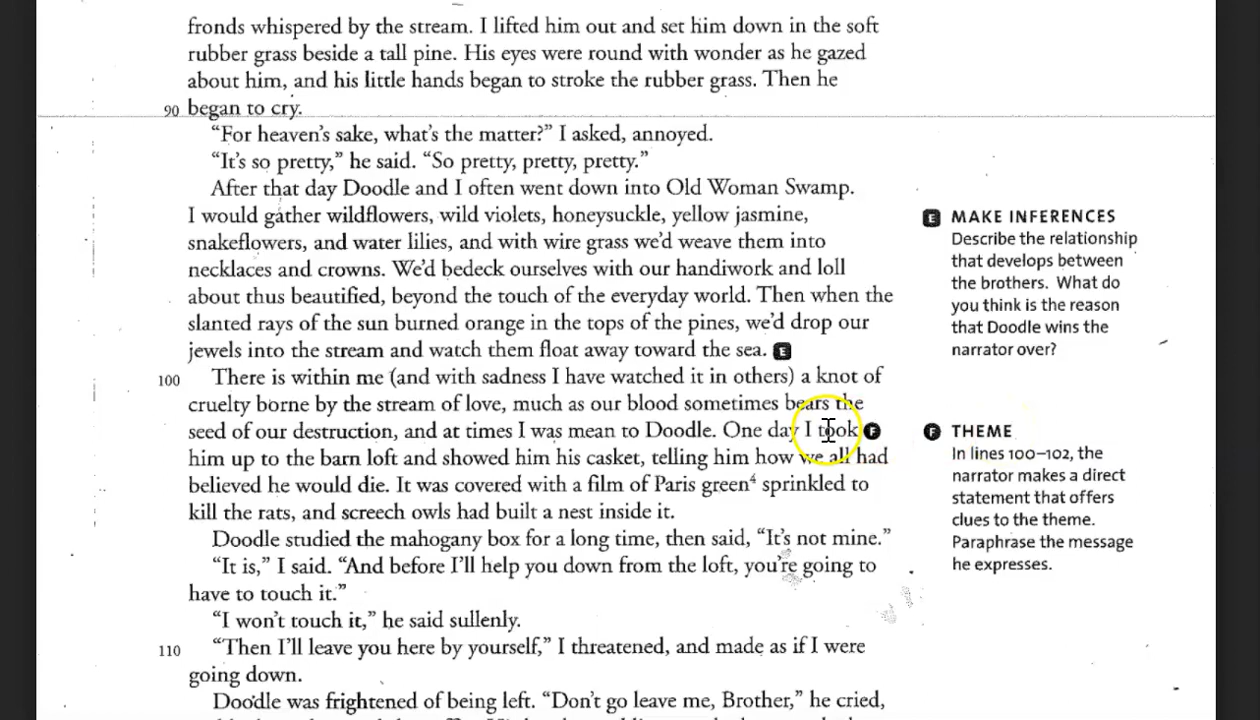 fronds whispered by the stream. I lifted him out and set him down in the soft
rubber grass beside a tall pine. His eyes were round with wonder as he gazed
about him, and his little hands began to stroke the rubber grass. Then he
90 began to cry.
“For heaven’s sake, what’s the matter?” I asked, annoyed.
“It’s so pretty,” he said. “So pretty, pretty, pretty.”
After that day Doodle and I often went down into Old Woman Swamp.
I would gather wildflowers, wild violets, honeysuckle, yellow jasmine,
snakeflowers, and water lilies, and with wire grass we’d weave them into
necklaces and crowns. We’d bedeck ourselves with our handiwork and loll
about thus beautified, beyond the touch of the everyday world. Then when the
slanted rays of the sun burned orange in the tops of the pines, we’d drop our
jewels into the stream and watch them float away toward the sea. E
100 There is within me (and with sadness I have watched it in others) a knot of
cruelty borne by the stream of love, much as our blood sometimes bears the
seed of our destruction, and at times I was mean to Doodle. One day I took F
him up to the barn loft and showed him his casket, telling him how we all had
believed he would die. It was covered with a film of Paris green4 sprinkled to
kill the rats, and screech owls had built a nest inside it.
Doodle studied the mahogany box for a long time, then said, “It’s not mine.”
“It is,” I said. “And before I’ll help you down from the loft, you’re going to
have to touch it.”
“I won’t touch it,” he said sullenly.
110 “Then I’ll leave you here by yourself,” I threatened, and made as if I were
going down.
Doodle was frightened of being left. “Don’t go leave me, Brother,” he cried,
E MAKE INFERENCES
Describe the relationship
that develops between
the brothers. What do
you think is the reason
that Doodle wins the
narrator over?
F THEME
In lines 100–102, the
narrator makes a direct
statement that offers
clues to the theme.
Paraphrase the message
he expresses.